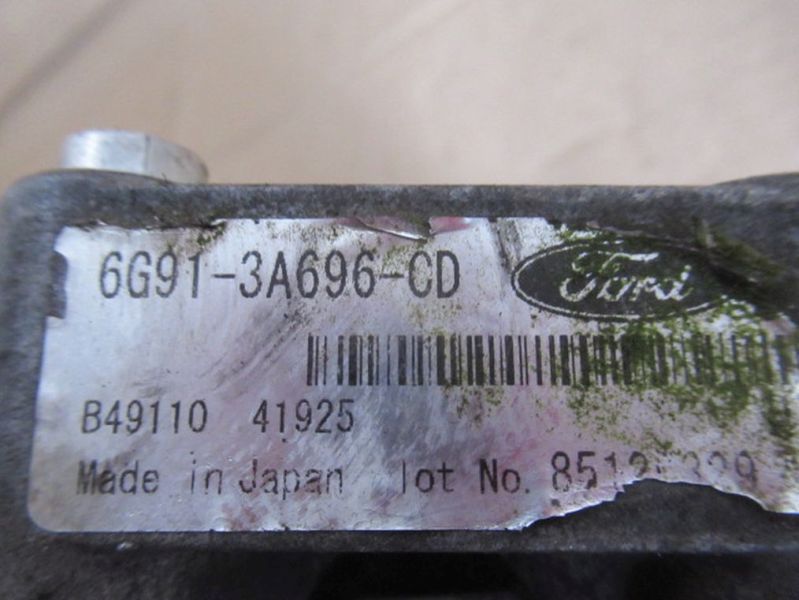 6G91-3A696-CD Ford
B49110 41925
Made in Japan lot No.